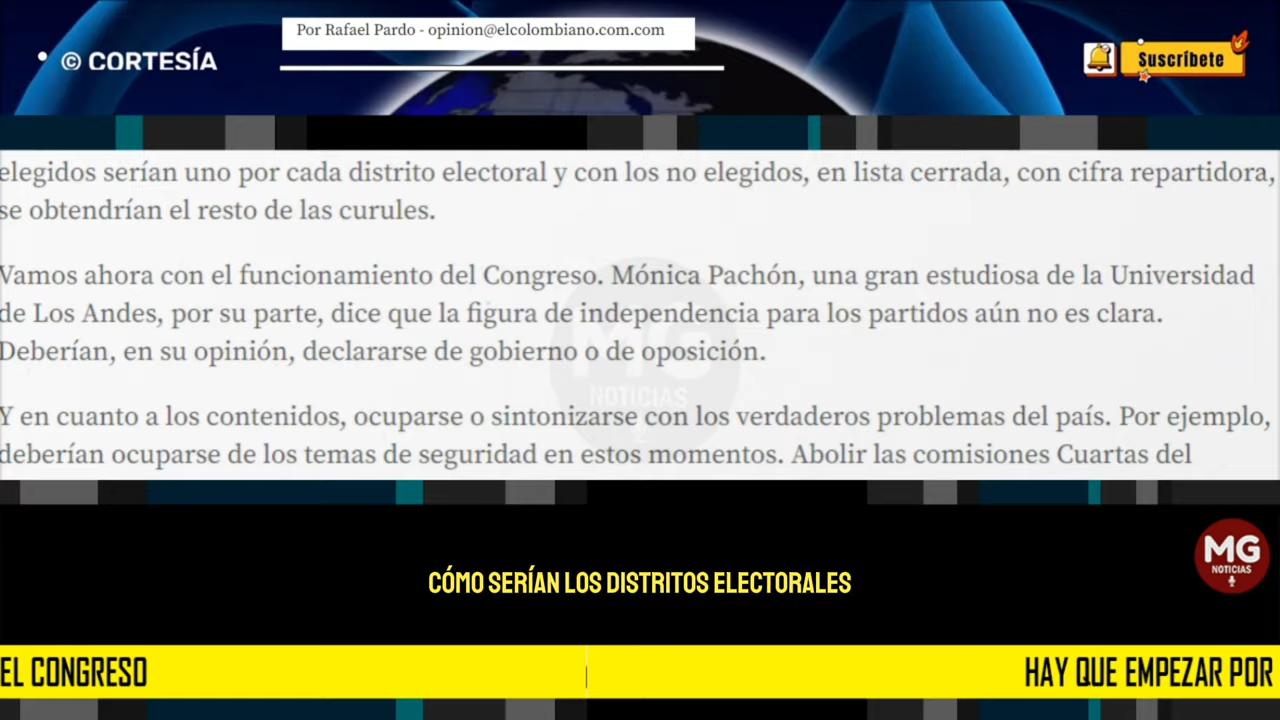 Por Rafael Pardo - opinion@elcolombiano.com.com
© CORTESÍA
Suscríbete
elegidos serían uno por cada distrito electoral y con los no elegidos, en lista cerrada, con cifra repartidora,
se obtendrían el resto de las curules.
Vamos ahora con el funcionamiento del Congreso. Mónica Pachón, una gran estudiosa de la Universidad
de Los Andes, por su parte, dice que la figura de independencia para los partidos aún no es clara.
Deberían, en su opinión, declararse de gobierno o de oposición.
MG
NOTICIAS
Y en cuanto a los contenidos, ocuparse o sintonizarse con los verdaderos problemas del país. Por ejemplo,
deberían ocuparse de los temas de seguridad en estos momentos. Abolir las comisiones Cuartas del
MG
NOTICIAS
CÓMO SERÍAN LOS DISTRITOS ELECTORALES
EL CONGRESO
HAY QUE EMPEZAR POR